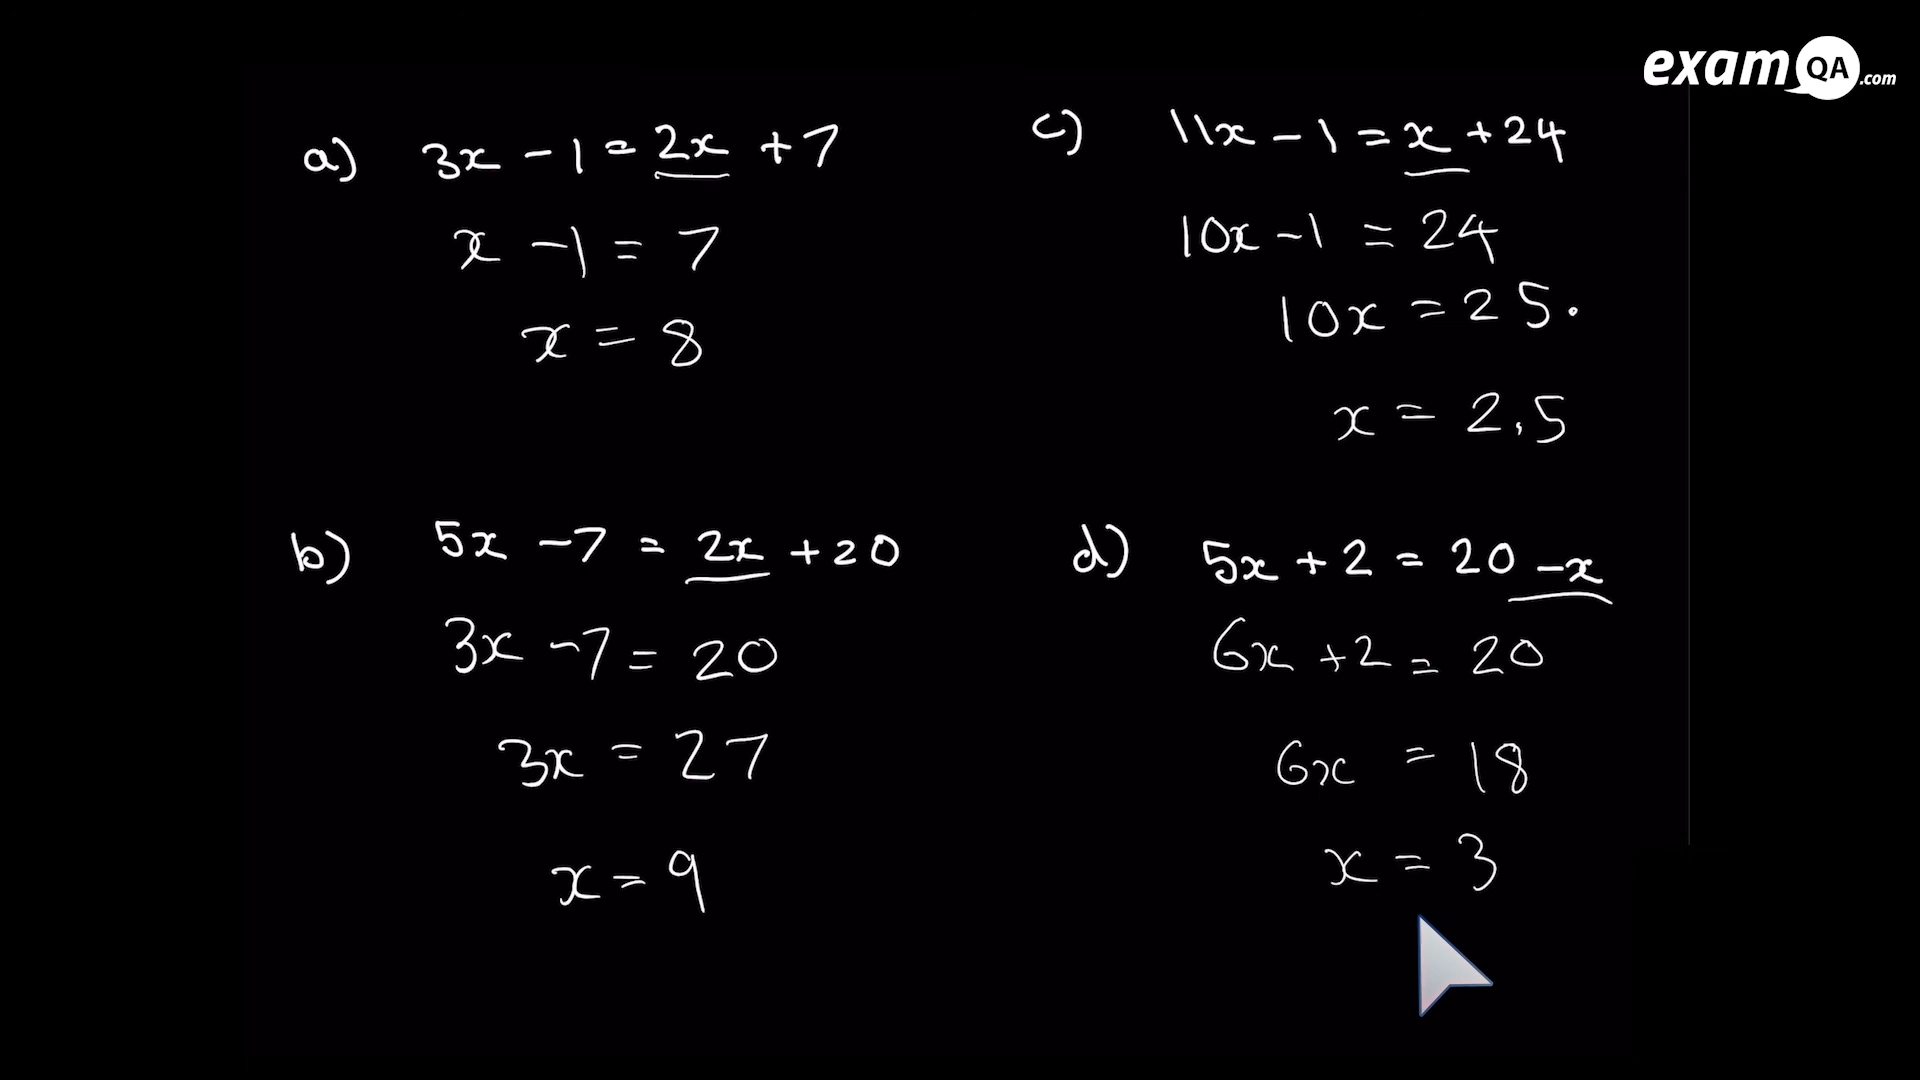 examQA.com
a) 3x - 1 = 2x + 7
x - 1 = 7
x = 8
b) 5x - 7 = 2x + 20
3x - 7 = 20
3x = 27
x = 9
c) 11x - 1 = x + 24
10x - 1 = 24
10x = 25.
x = 2.5
d) 5x + 2 = 20 - x
6x + 2 = 20
6x = 18
x = 3